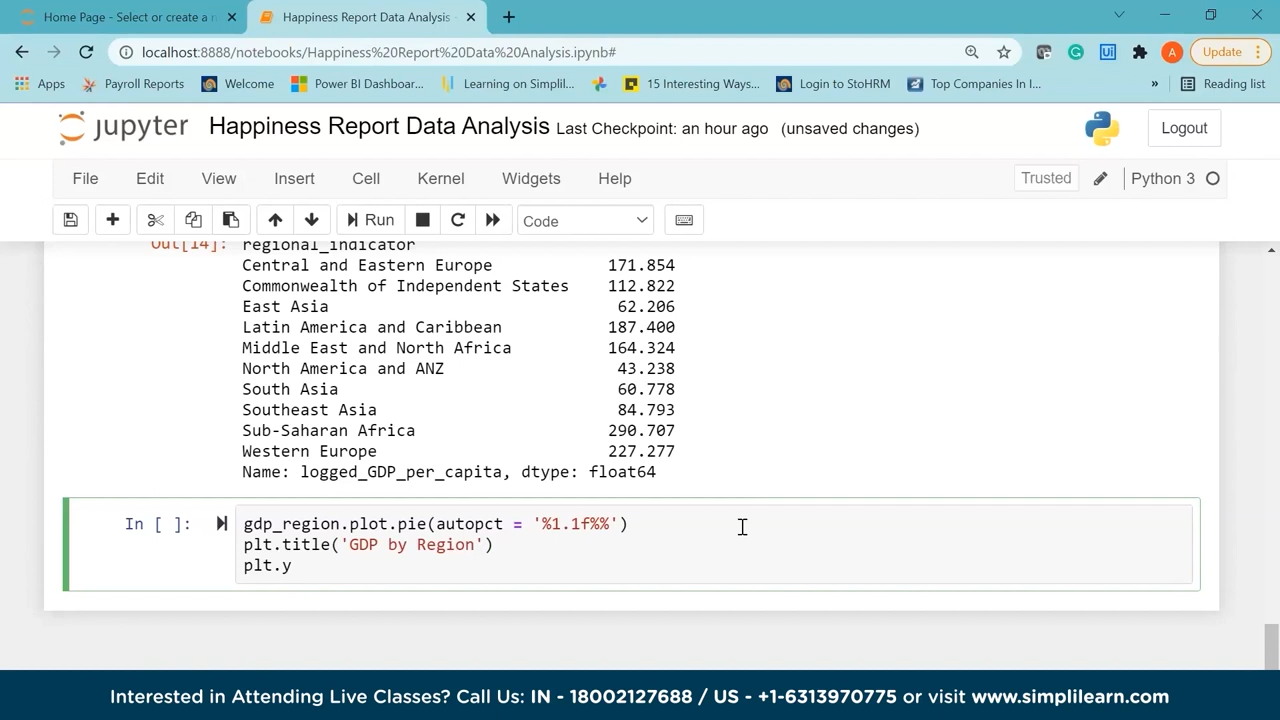 Home Page - Select or create a n
Happiness Report Data Analysis -
localhost:8888/notebooks/Happiness%20Report%20Data%20Analysis.ipynb#
A
Update
Apps
Payroll Reports
Welcome
Power BI Dashboar...
Learning on Simplil...
15 Interesting Ways...
Login to StoHRM
Top Companies In I...
»
Reading list
jupyter
Happiness Report Data Analysis Last Checkpoint: an hour ago (unsaved changes)
Logout
File Edit View Insert Cell Kernel Widgets Help
Trusted
Python 3
Run
Code
Out[14]: regional_indicator
Central and Eastern Europe 171.854
Commonwealth of Independent States 112.822
East Asia 62.206
Latin America and Caribbean 187.400
Middle East and North Africa 164.324
North America and ANZ 43.238
South Asia 60.778
Southeast Asia 84.793
Sub-Saharan Africa 290.707
Western Europe 227.277
Name: logged_GDP_per_capita, dtype: float64
In [ ]: gdp_region.plot.pie(autopct = '%1.1f%%')
plt.title('GDP by Region')
plt.y
Interested in Attending Live Classes? Call Us: IN - 18002127688 / US - +1-6313970775 or visit www.simplilearn.com